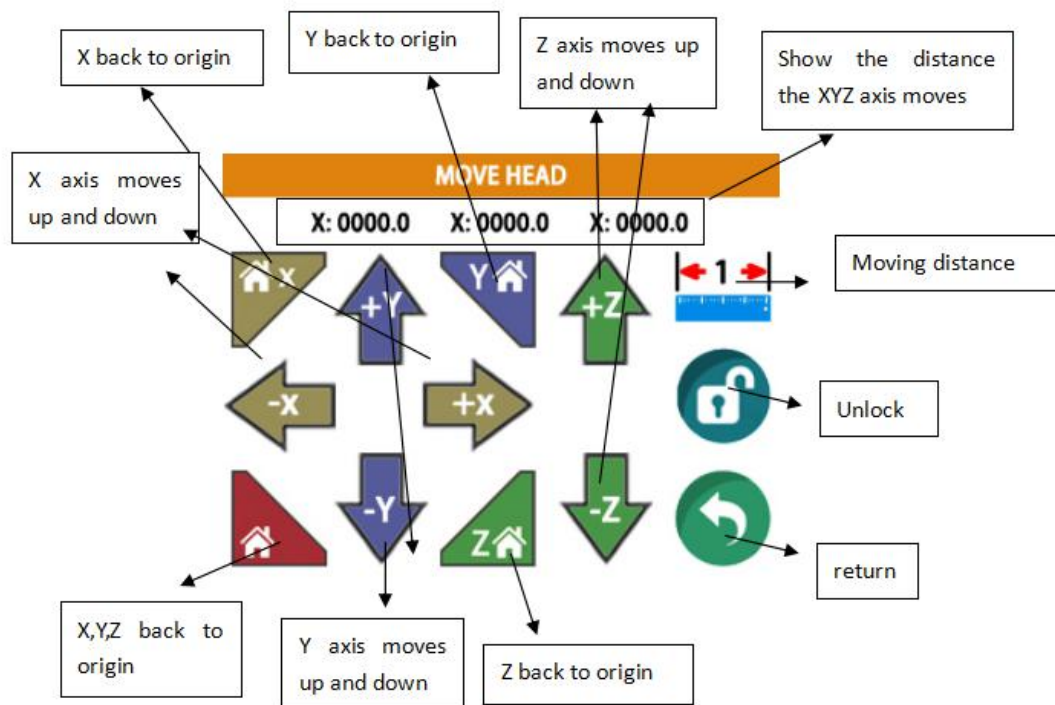 X back to origin
Y back to origin
Z axis moves up
and down
Show the distance
the XYZ axis moves
X axis moves
up and down
MOVE HEAD
X: 0000.0 X: 0000.0 X: 0000.0
X
+Y
Y
+Z
1
Moving distance
-X
+X
Unlock
-Y
Z
-Z
return
X,Y,Z back to
origin
Y axis moves
up and down
Z back to origin